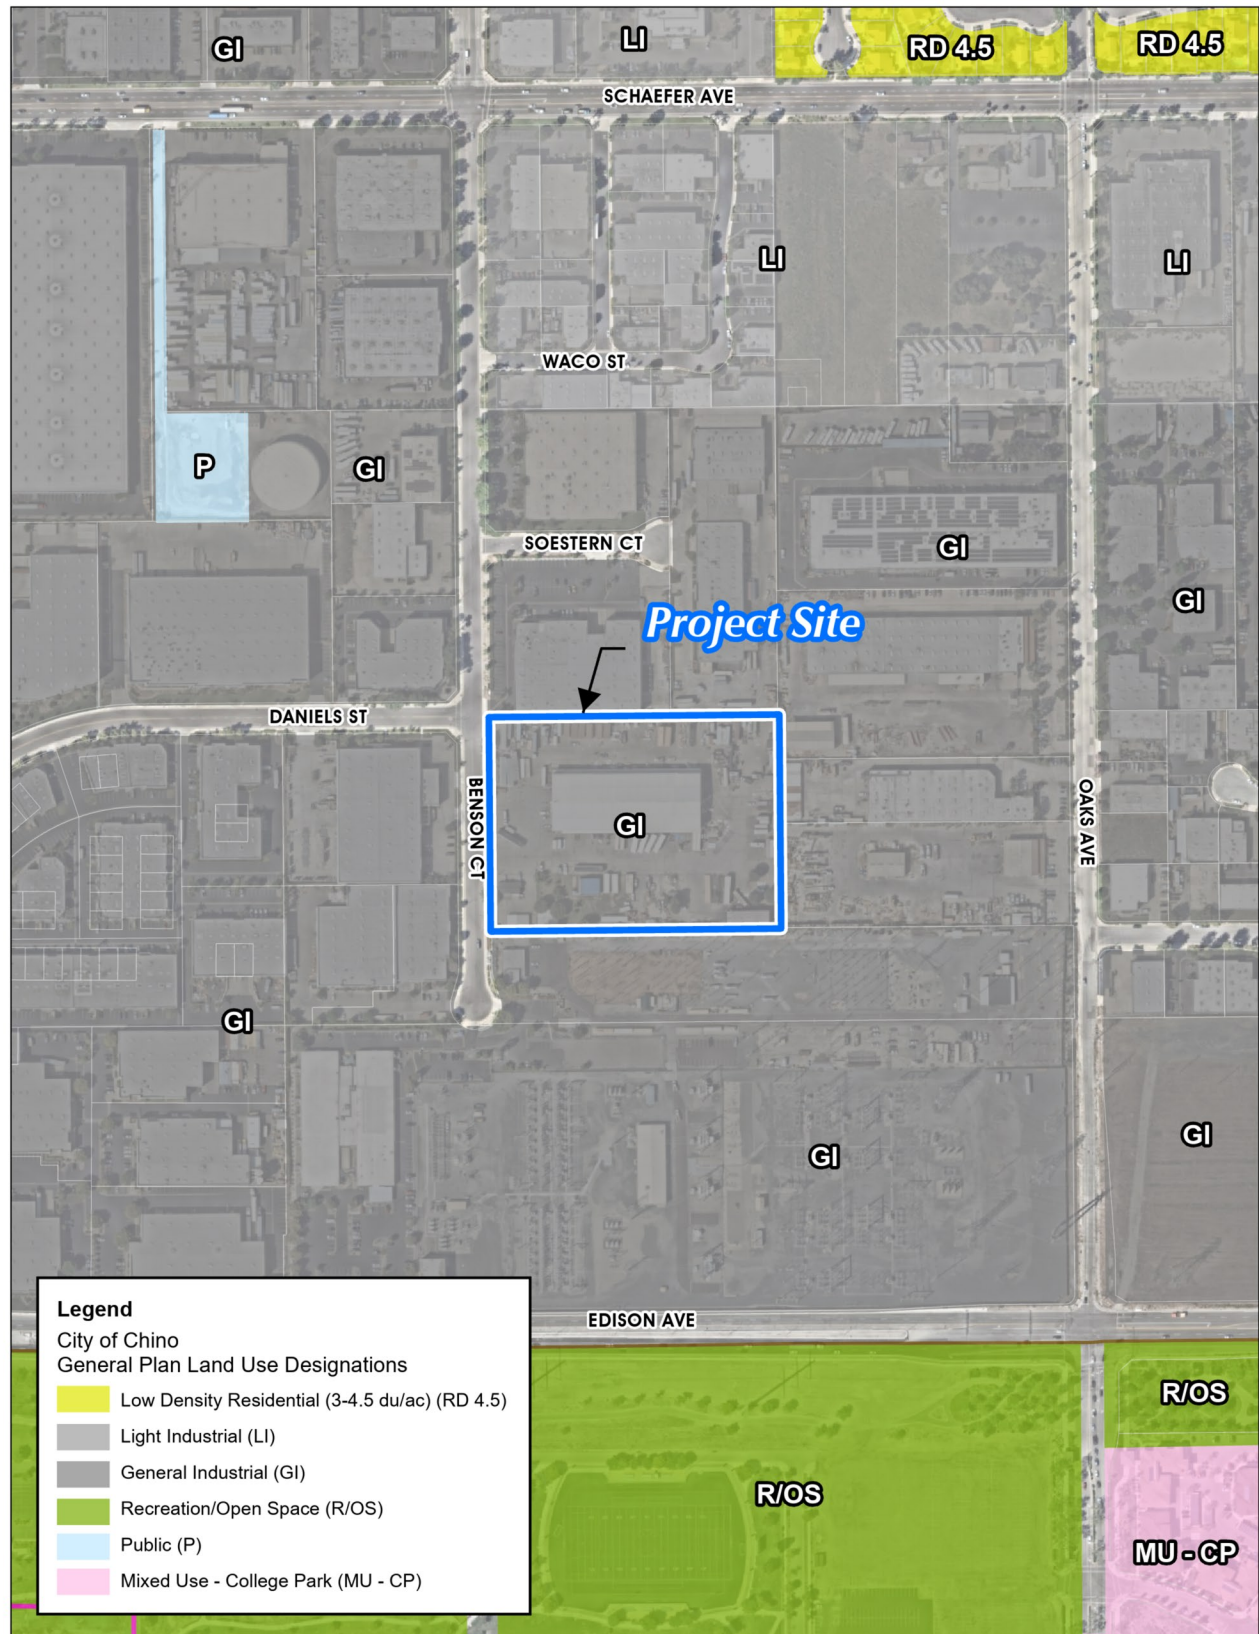 GI
LI
RD 4.5
RD 4.5
SCHAEFER AVE
LI
LI
WACO ST
P
GI
SOESTERN CT
GI
GI
Project Site
DANIELS ST
BENSON CT
GI
OAKS AVE
GI
GI
GI
EDISON AVE
R/OS
R/OS
MU - CP
Legend
City of Chino
General Plan Land Use Designations
Low Density Residential (3-4.5 du/ac) (RD 4.5)
Light Industrial (LI)
General Industrial (GI)
Recreation/Open Space (R/OS)
Public (P)
Mixed Use - College Park (MU - CP)